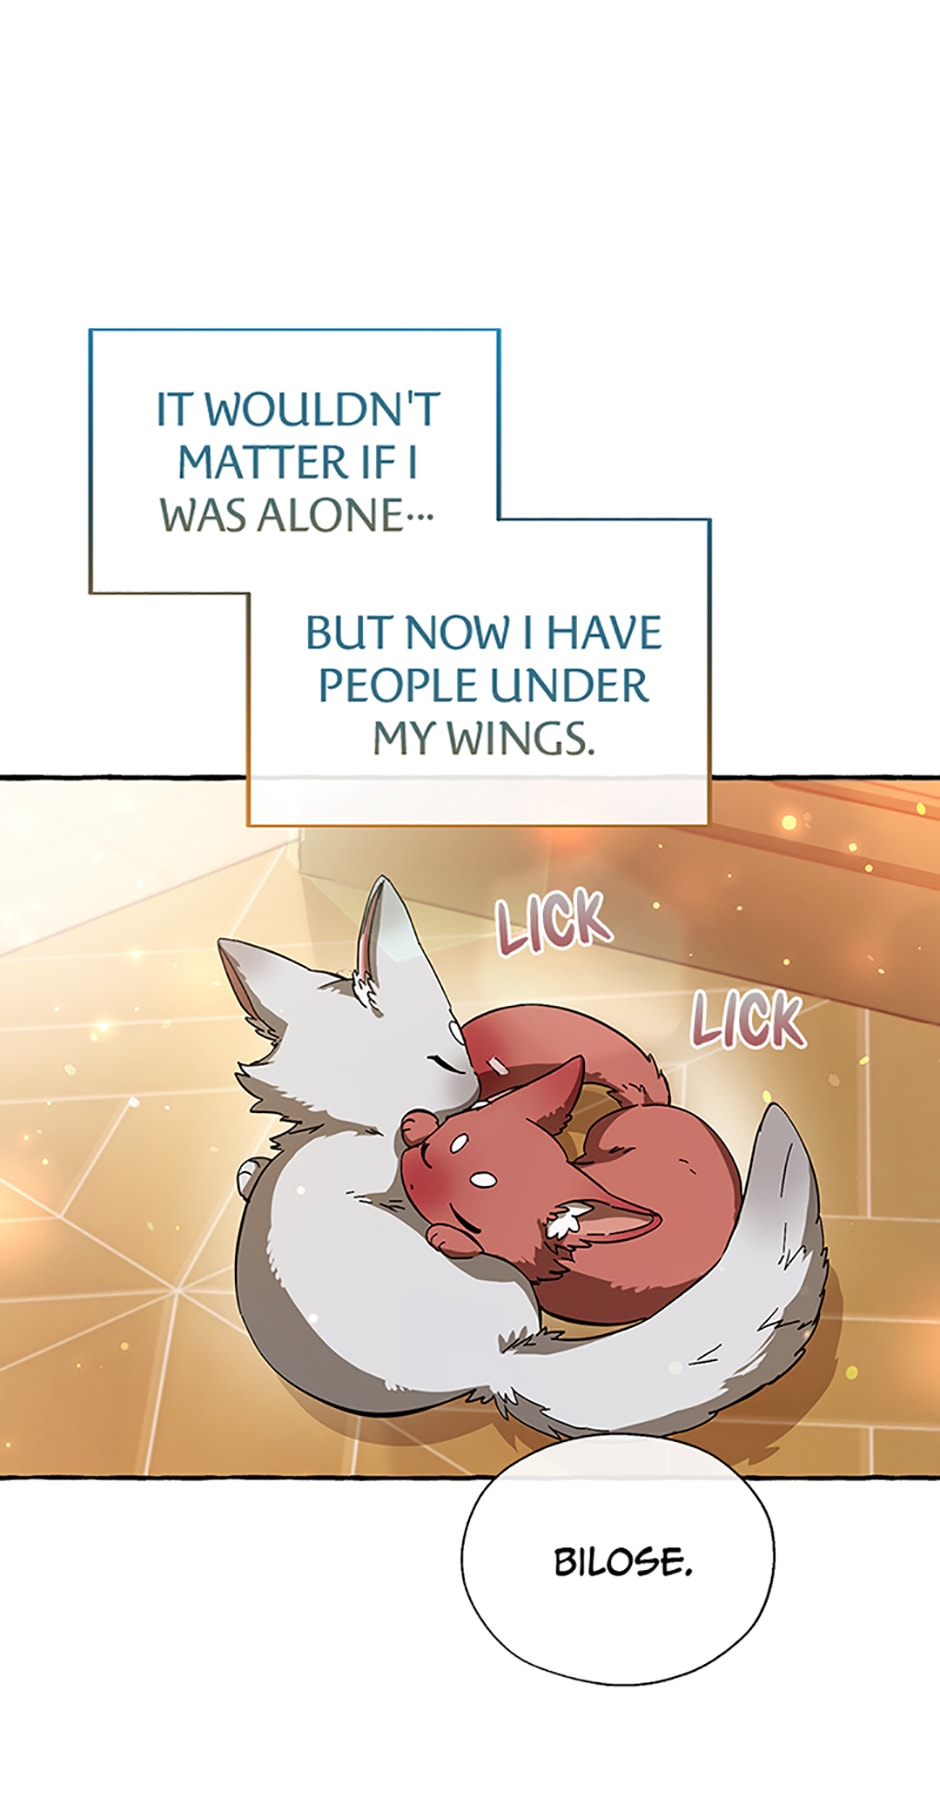 IT WOULDN'T
MATTER IF I
WAS ALONE···
BUT NOW I HAVE
PEOPLE UNDER
MY WINGS.
LICK
LICK
BILOSE.